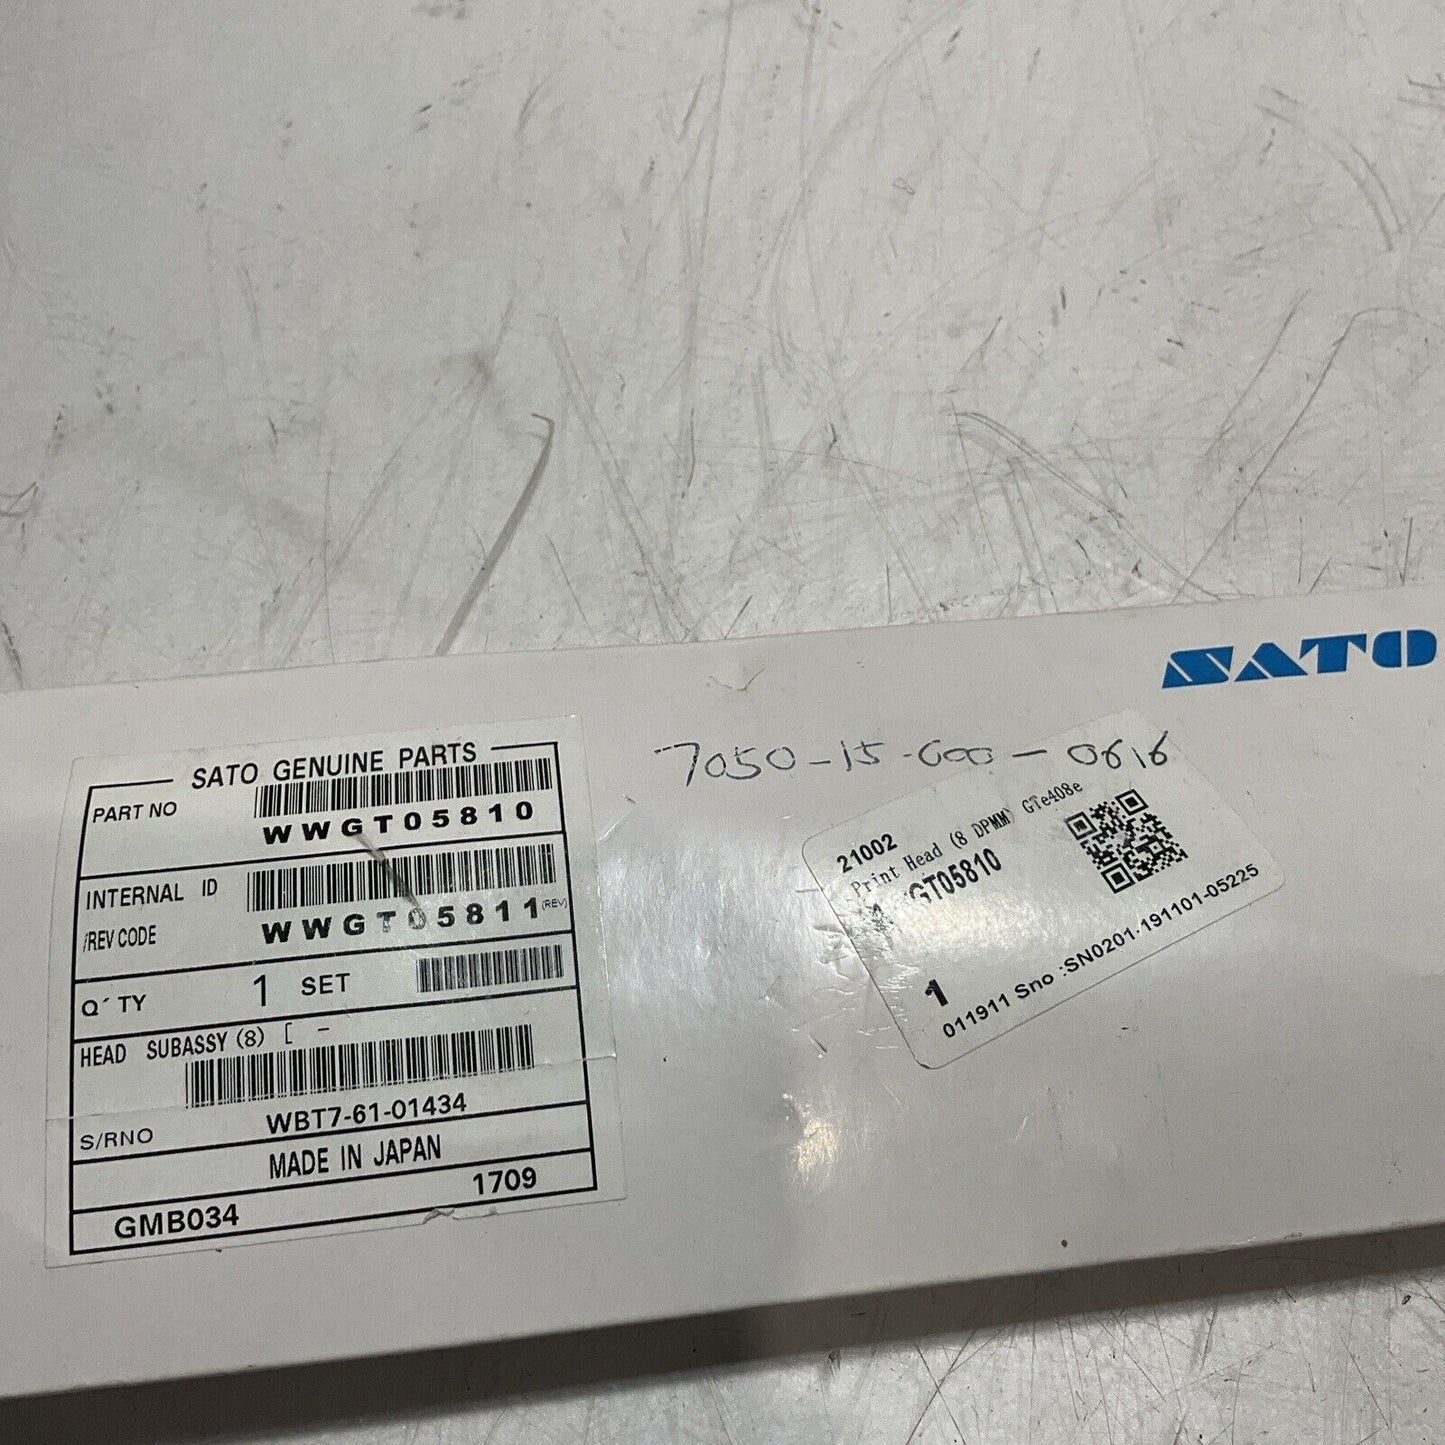 SATO
7050-15-000-0616
SATO GENUINE PARTS
PART NO
WWGT05810
INTERNAL ID
/REV CODE
WWGT05811 (REV)
Q'TY 1 SET
HEAD SUBASSY(8) [ -
S/RNO WBT7-61-01434
MADE IN JAPAN
GMB034 1709
21002
Print Head (8 DPMM) GTe408e
GT05810
1
011911 Sno :SN0201-191101-05225